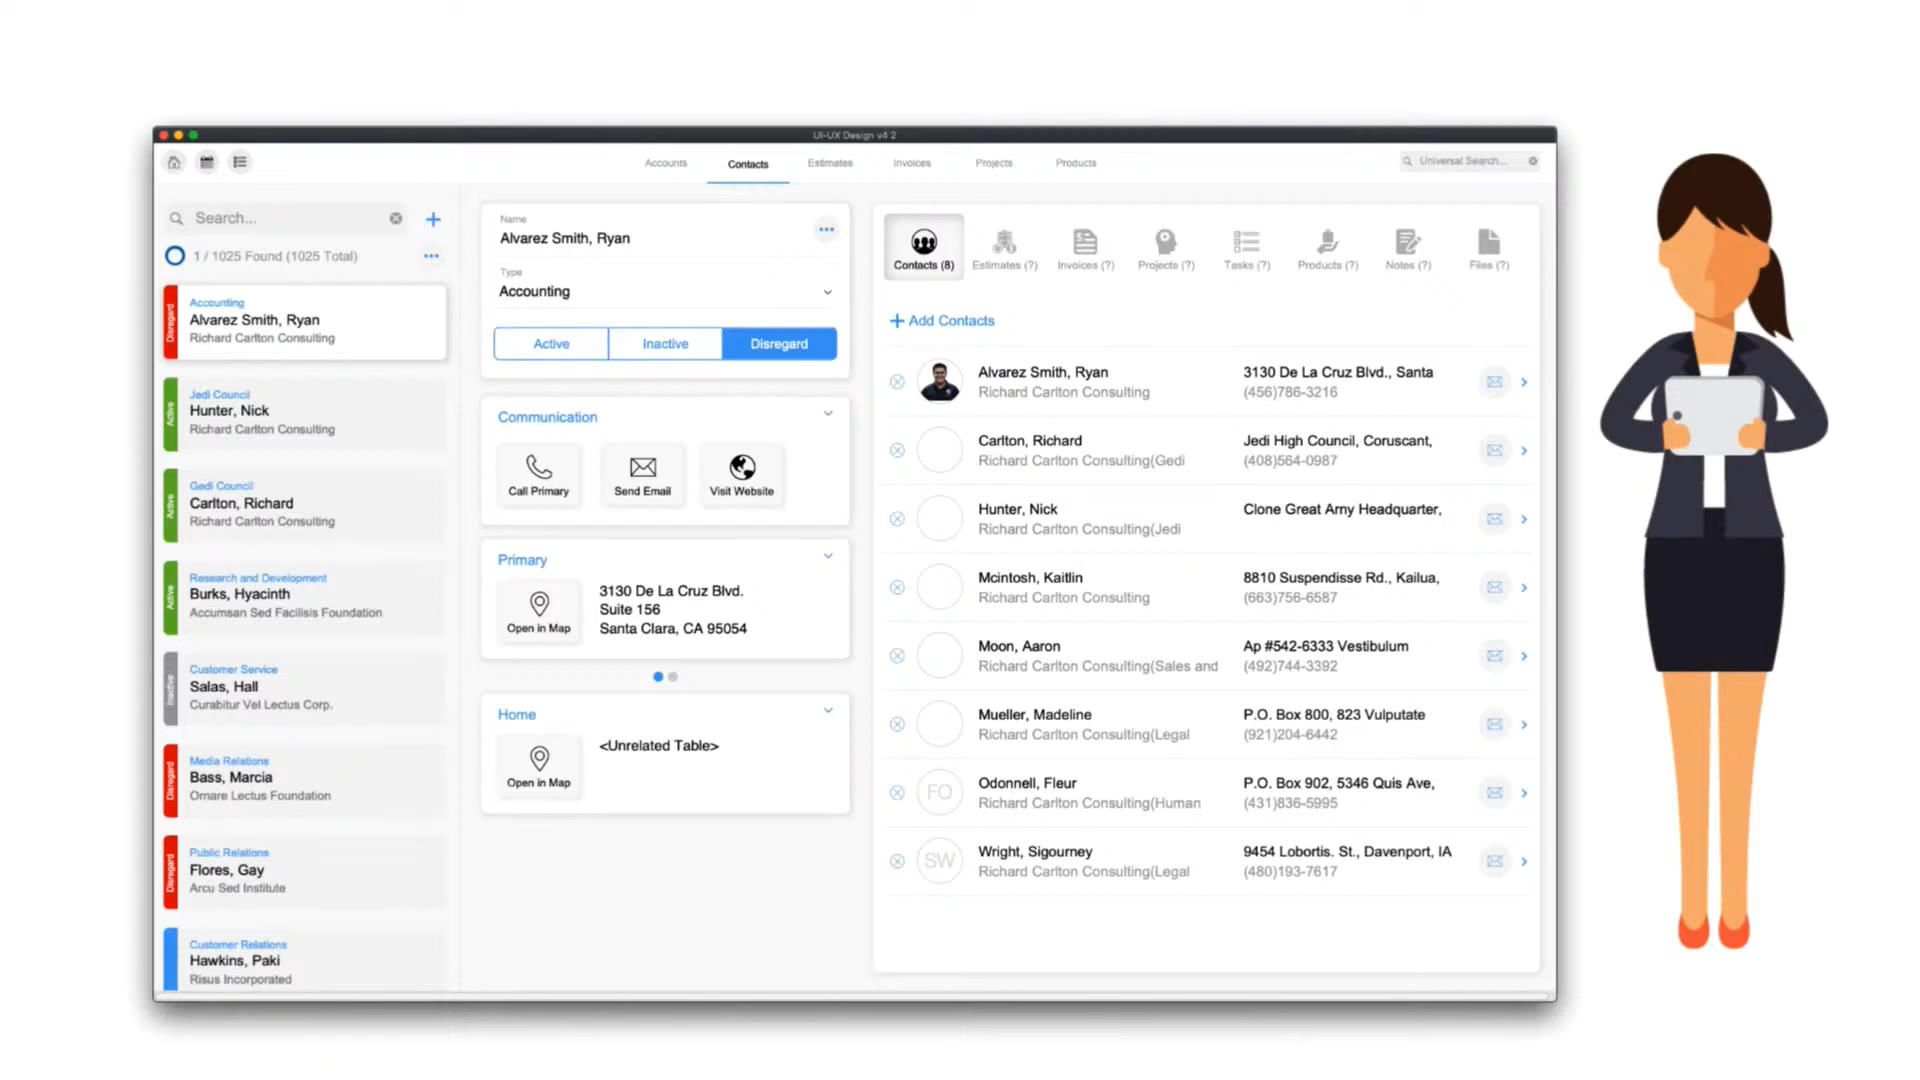 UI-UX Design v4 2
Accounts
Contacts
Estimates
Invoices
Projects
Products
Universal Search...
Search...
1 / 1025 Found (1025 Total)
Disregard
Accounting
Alvarez Smith, Ryan
Richard Carlton Consulting
Active
Jedi Council
Hunter, Nick
Richard Carlton Consulting
Active
Gedi Council
Carlton, Richard
Richard Carlton Consulting
Active
Research and Development
Burks, Hyacinth
Accumsan Sed Facilisis Foundation
Inactive
Customer Service
Salas, Hall
Curabitur Vel Lectus Corp.
Disregard
Media Relations
Bass, Marcia
Ornare Lectus Foundation
Disregard
Public Relations
Flores, Gay
Arcu Sed Institute
Customer Relations
Hawkins, Paki
Risus Incorporated
Name
Alvarez Smith, Ryan
Type
Accounting
Active
Inactive
Disregard
Communication
Call Primary
Send Email
Visit Website
Primary
Open in Map
3130 De La Cruz Blvd.
Suite 156
Santa Clara, CA 95054
Home
Open in Map
<Unrelated Table>
Contacts (8)
Estimates (?)
Invoices (?)
Projects (?)
Tasks (?)
Products (?)
Notes (?)
Files (?)
+ Add Contacts
Alvarez Smith, Ryan
Richard Carlton Consulting
3130 De La Cruz Blvd., Santa
(456)786-3216
Carlton, Richard
Richard Carlton Consulting(Gedi
Jedi High Council, Coruscant,
(408)564-0987
Hunter, Nick
Richard Carlton Consulting(Jedi
Clone Great Amy Headquarter,
Mcintosh, Kaitlin
Richard Carlton Consulting
8810 Suspendisse Rd., Kailua,
(663)756-6587
Moon, Aaron
Richard Carlton Consulting(Sales and
Ap #542-6333 Vestibulum
(492)744-3392
Mueller, Madeline
Richard Carlton Consulting(Legal
P.O. Box 800, 823 Vulputate
(921)204-6442
FO
Odonnell, Fleur
Richard Carlton Consulting(Human
P.O. Box 902, 5346 Quis Ave,
(431)836-5995
SW
Wright, Sigourney
Richard Carlton Consulting(Legal
9454 Lobortis. St., Davenport, IA
(480)193-7617